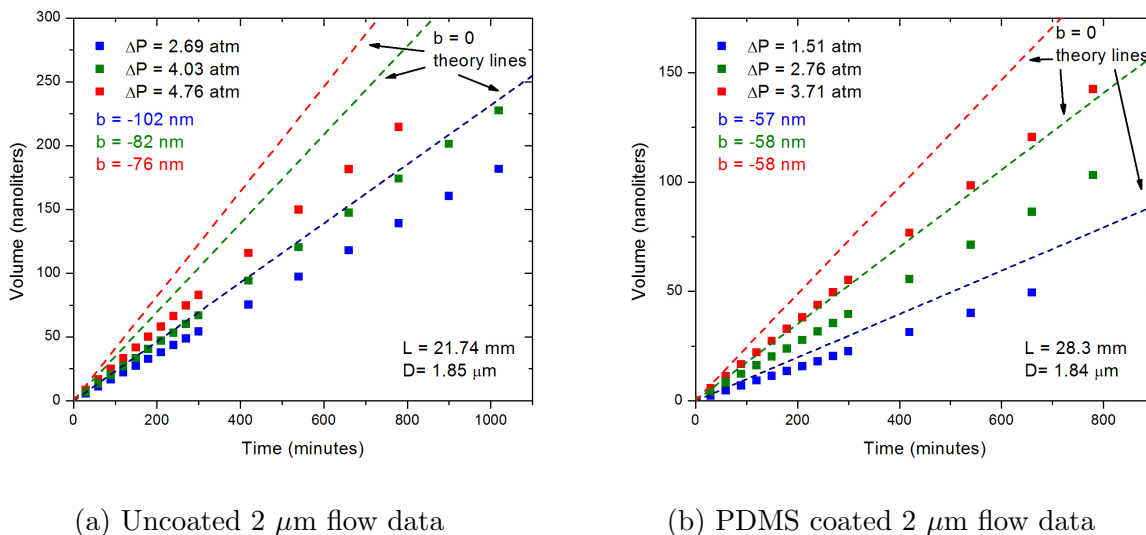 300
250
200
150
100
50
0
Volume (nanoliters)
ΔP = 2.69 atm
ΔP = 4.03 atm
ΔP = 4.76 atm
b = -102 nm
b = -82 nm
b = -76 nm
b = 0
theory lines
L = 21.74 mm
D= 1.85 μm
0 200 400 600 800 1000
Time (minutes)
(a) Uncoated 2 μm flow data
150
100
50
0
Volume (nanoliters)
ΔP = 1.51 atm
ΔP = 2.76 atm
ΔP = 3.71 atm
b = -57 nm
b = -58 nm
b = -58 nm
b = 0
theory lines
L = 28.3 mm
D= 1.84 μm
0 200 400 600 800
Time (minutes)
(b) PDMS coated 2 μm flow data